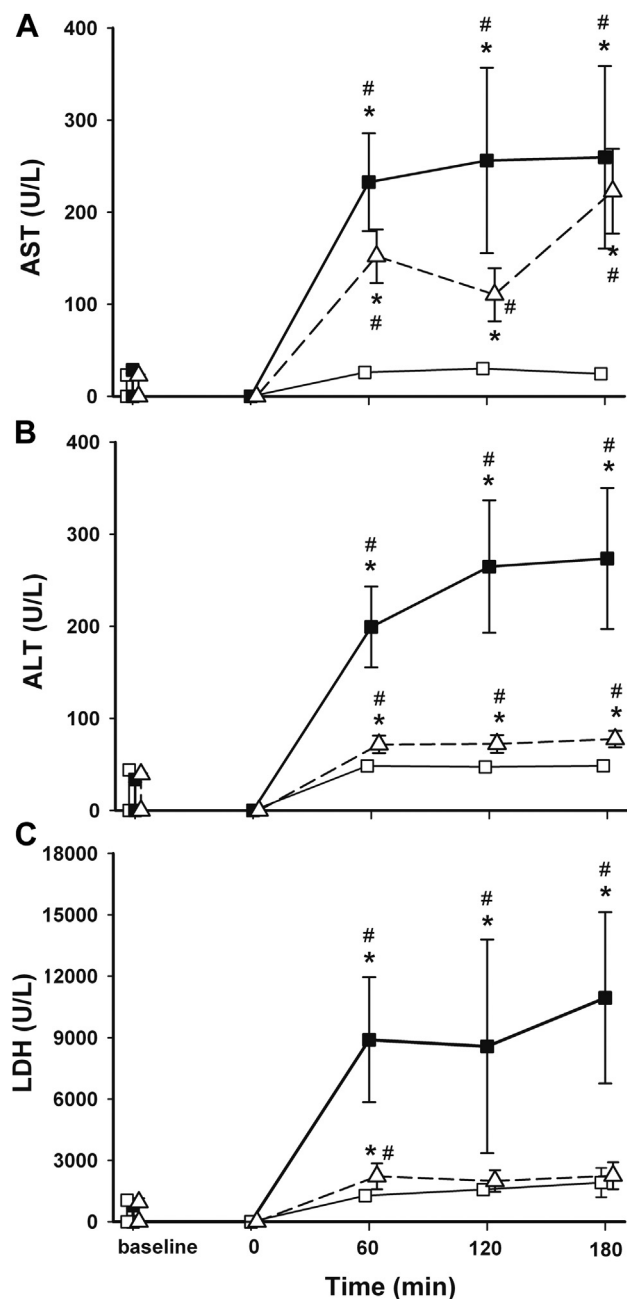 A
400
# # #
* * *
300
AST (U/L)
200
*
#
*
#
#
*
100
0
B
400
# #
* *
#
*
300
ALT (U/L)
200
# # #
* * *
100
0
C
18000
#
*
15000
#
*
#
*
12000
LDH (U/L)
9000
6000
* #
3000
0
baseline 0 60 120 180
Time (min)